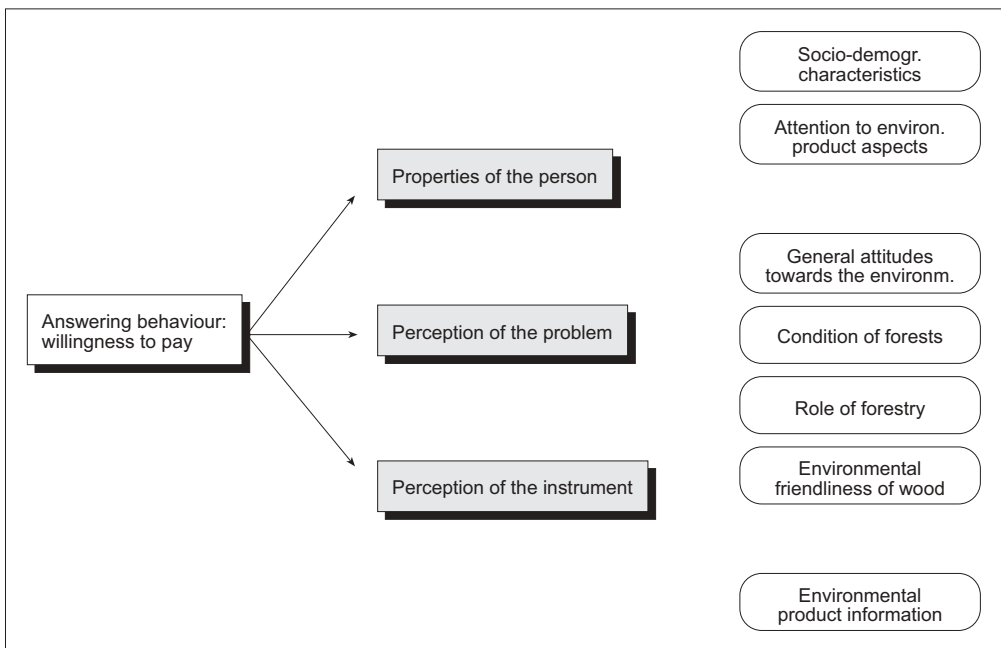 Answering behaviour:
willingness to pay
Properties of the person
Perception of the problem
Perception of the instrument
Socio-demogr.
characteristics
Attention to environ.
product aspects
General attitudes
towards the environm.
Condition of forests
Role of forestry
Environmental
friendliness of wood
Environmental
product information